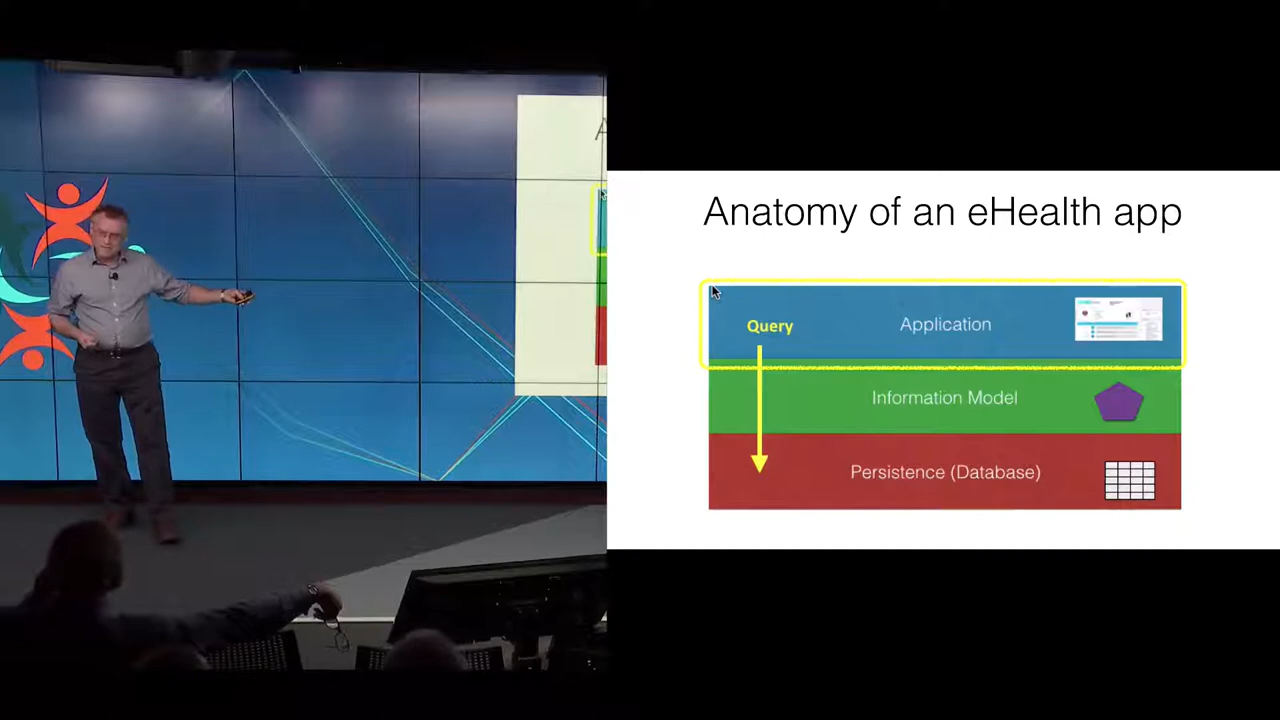 Anatomy of an eHealth app
Query
Application
Information Model
Persistence (Database)